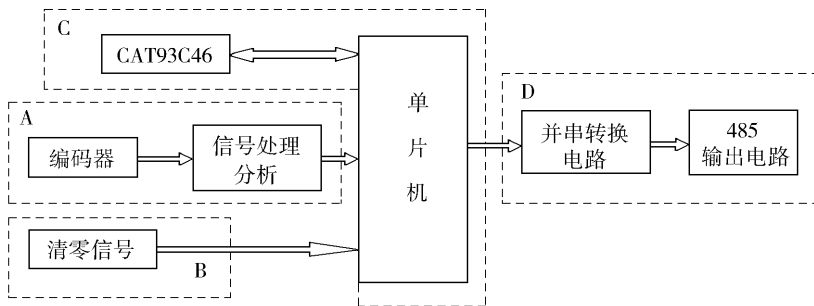 C
CAT93C46
A
编码器
信号处理
分析
清零信号
B
单
片
机
D
并串转换
电路
485
输出电路